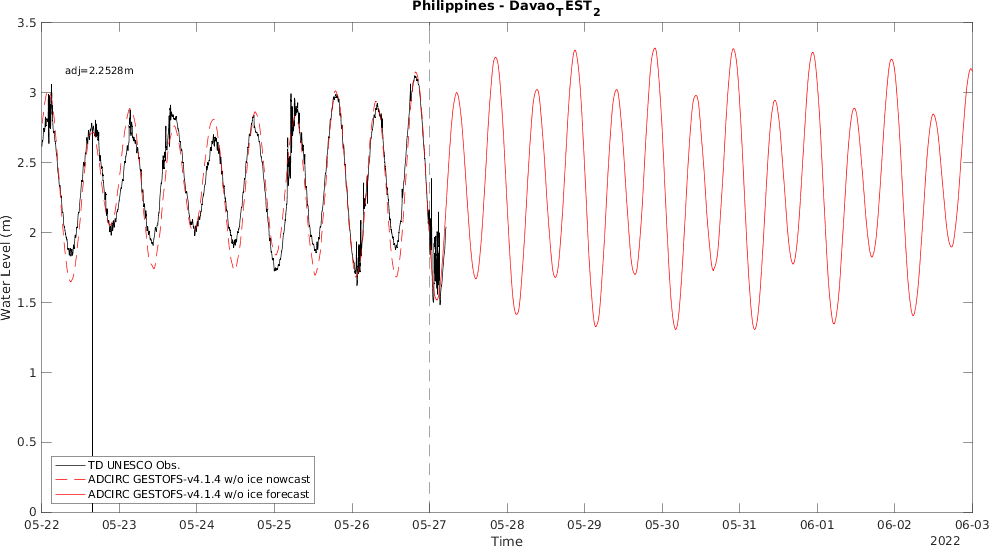 Philippines - Davao_TEST_2
3.5
adj=2.2528m
3
2.5
2
1.5
1
0.5
0
Water Level (m)
TD UNESCO Obs.
ADCIRC GESTOFS-v4.1.4 w/o ice nowcast
ADCIRC GESTOFS-v4.1.4 w/o ice forecast
05-22 05-23 05-24 05-25 05-26 05-27 05-28 05-29 05-30 05-31 06-01 06-02 06-03
Time
2022